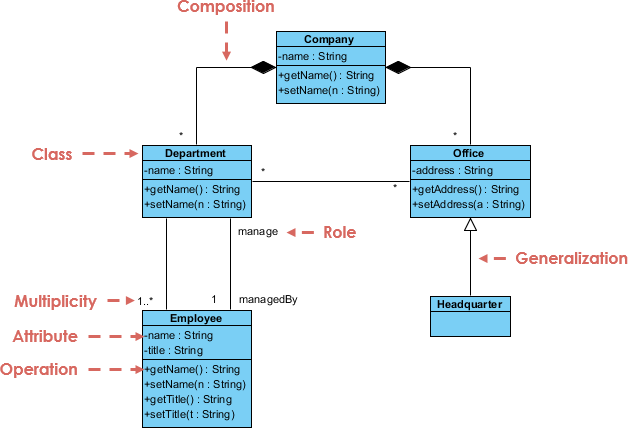 Composition
Company
-name : String
+getName() : String
+setName(n : String)
*
*
Class
Department
-name : String
+getName() : String
+setName(n : String)
*
*
Office
-address : String
+getAddress() : String
+setAddress(a : String)
manage
Role
Generalization
Multiplicity
1..*
1
managedBy
Headquarter
Attribute
Operation
Employee
-name : String
-title : String
+getName() : String
+setName(n : String)
+getTitle() : String
+setTitle(t : String)